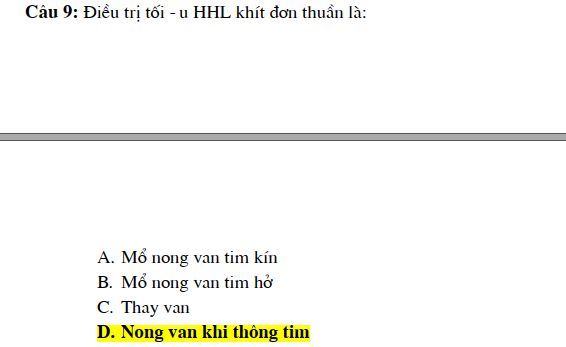 Câu 9: Điều trị tối - u HHL khít đơn thuần là:
A. Mổ nong van tim kín
B. Mổ nong van tim hở
C. Thay van
D. Nong van khi thông tim